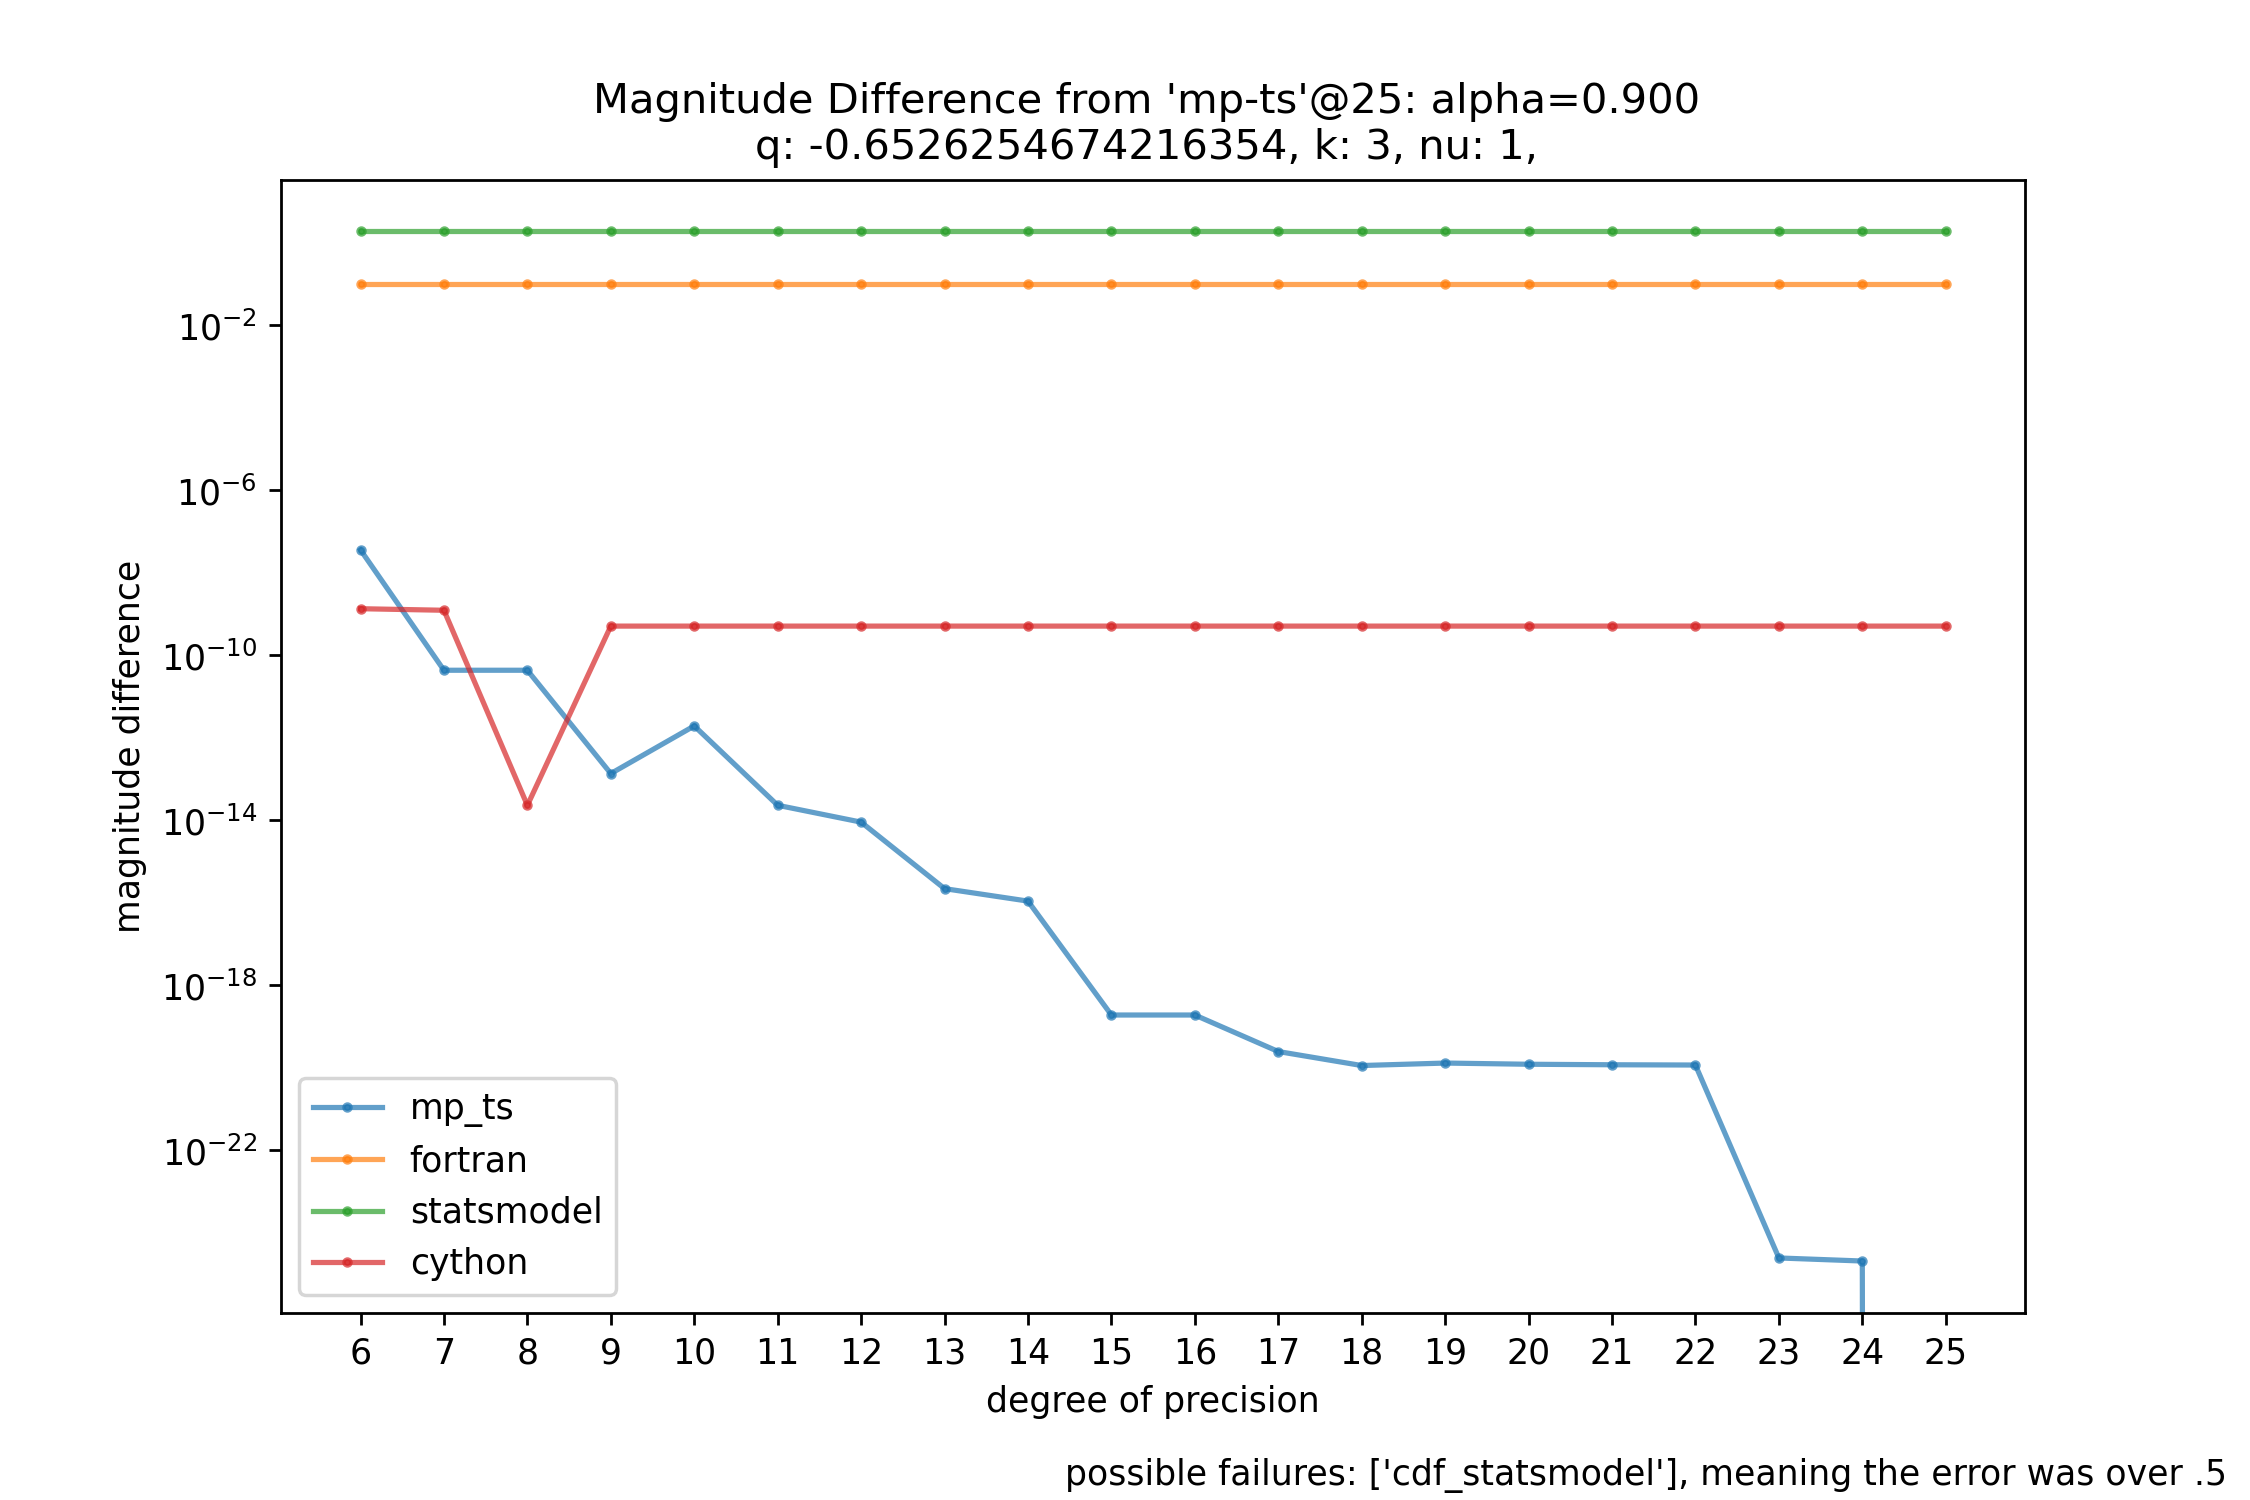 Magnitude Difference from 'mp-ts'@25: alpha=0.900
q: -0.6526254674216354, k: 3, nu: 1,
magnitude difference
10⁻²
10⁻⁶
10⁻¹⁰
10⁻¹⁴
10⁻¹⁸
10⁻²²
mp_ts
fortran
statsmodel
cython
6 7 8 9 10 11 12 13 14 15 16 17 18 19 20 21 22 23 24 25
degree of precision
possible failures: ['cdf_statsmodel'], meaning the error was over .5